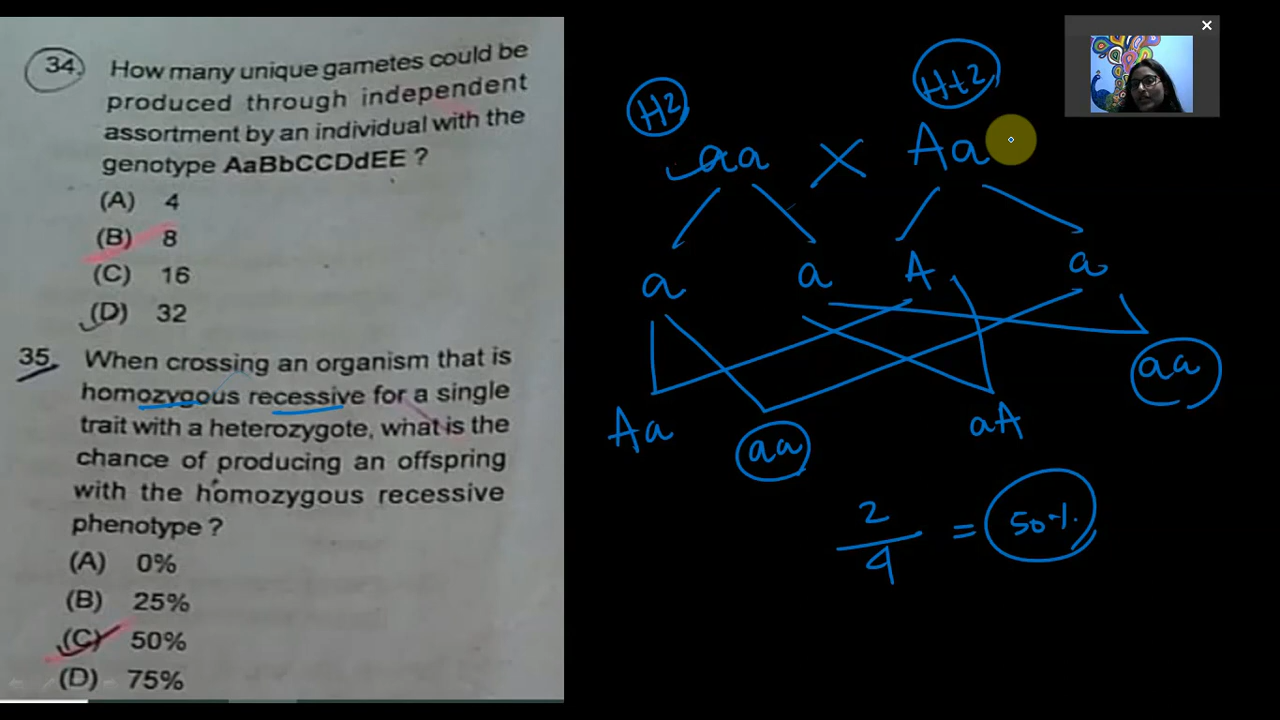 34. How many unique gametes could be
produced through independent
assortment by an individual with the
genotype AaBbCCDdEE ?
(A) 4
(B) 8
(C) 16
(D) 32
35. When crossing an organism that is
homozygous recessive for a single
trait with a heterozygote, what is the
chance of producing an offspring
with the homozygous recessive
phenotype ?
(A) 0%
(B) 25%
(C) 50%
(D) 75%
HZ HtZ
aa X Aa
a a A a
aa
Aa aa aA
2
4 = 50%